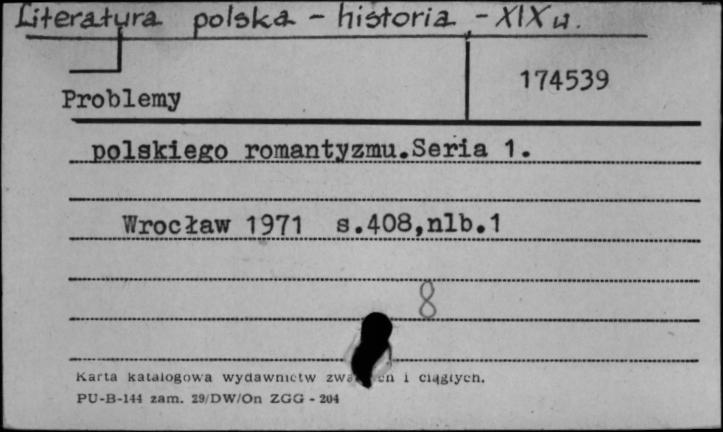 Literatura polska - historia - XIX w.
174539
Problemy
polskiego romantyzmu.Seria 1.
Wrocław 1971 s.408,nlb.1
8
Karta katalogowa wydawnictw i ciągłych.
PU-B-144 zam. 29/DW/On ZGG - 204